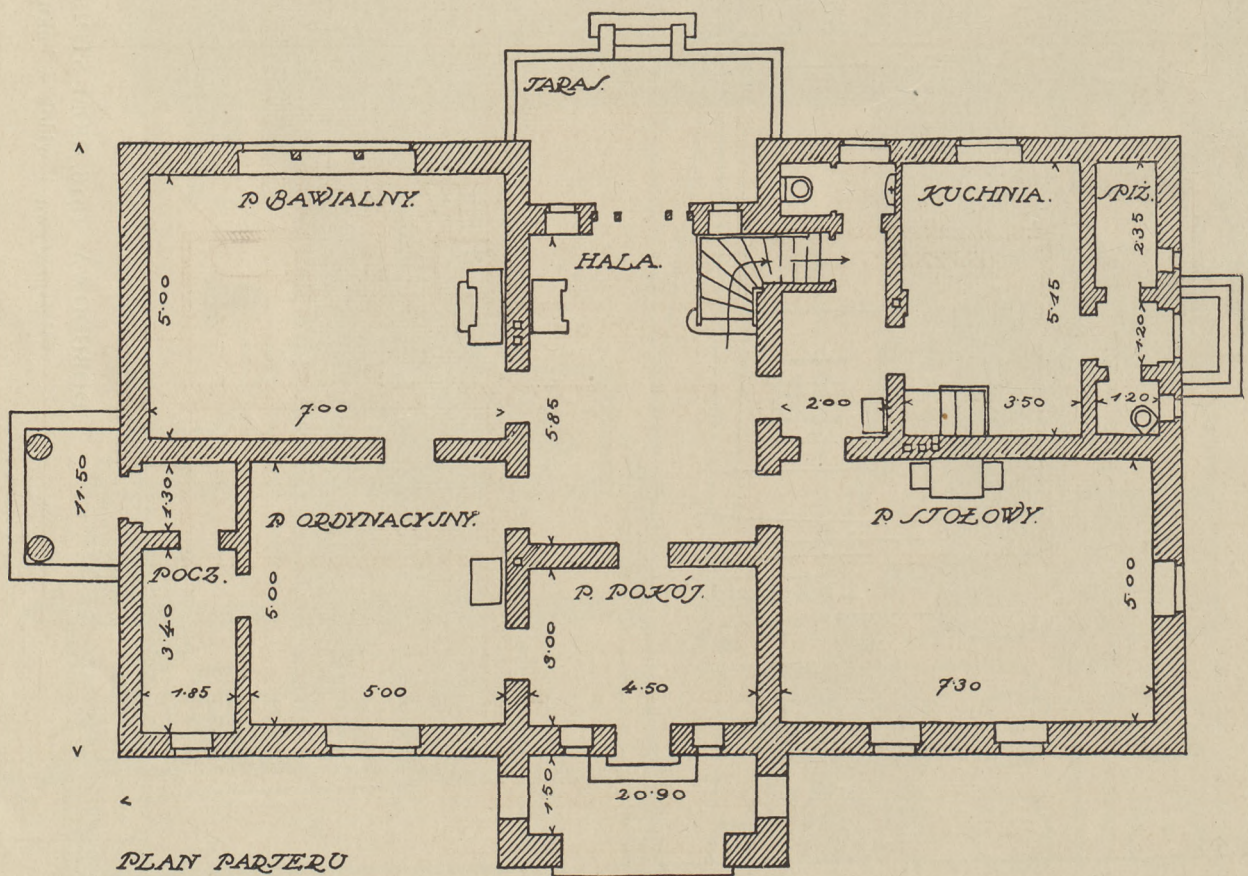 TARAS.
P BAWIALNY.
KUCHNIA.
SPIŻ.
2·35
HALA.
5·00
5·15
1·20
7·00
5·85
2·00
3·50
1·20
11·50
1·30
P ORDYNACYJNY.
P. STOŁOWY.
POCZ.
P. POKÓJ.
5·00
5·00
3·40
3·00
1·85
5·00
4·50
7·30
1·50
20·90
PLAN PARTERU